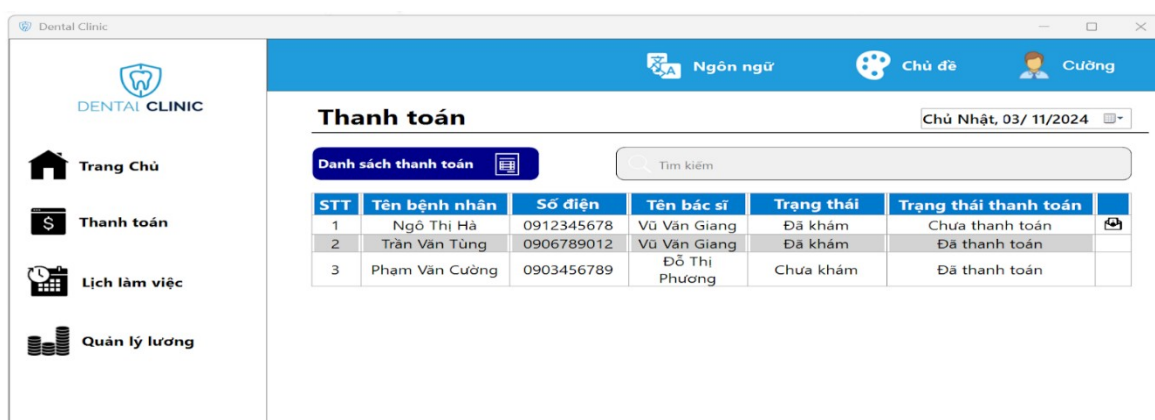 Dental Clinic
Ngôn ngữ
Chủ đề
Cường
DENTAL CLINIC
Trang Chủ
Thanh toán
Lịch làm việc
Quản lý lương
Thanh toán
Chủ Nhật, 03/ 11/2024
Danh sách thanh toán
Tìm kiếm
STT Tên bệnh nhân Số điện Tên bác sĩ Trạng thái Trạng thái thanh toán
1 Ngô Thị Hà 0912345678 Vũ Văn Giang Đã khám Chưa thanh toán
2 Trần Văn Tùng 0906789012 Vũ Văn Giang Đã khám Đã thanh toán
3 Phạm Văn Cường 0903456789 Đỗ Thị Phương Chưa khám Đã thanh toán